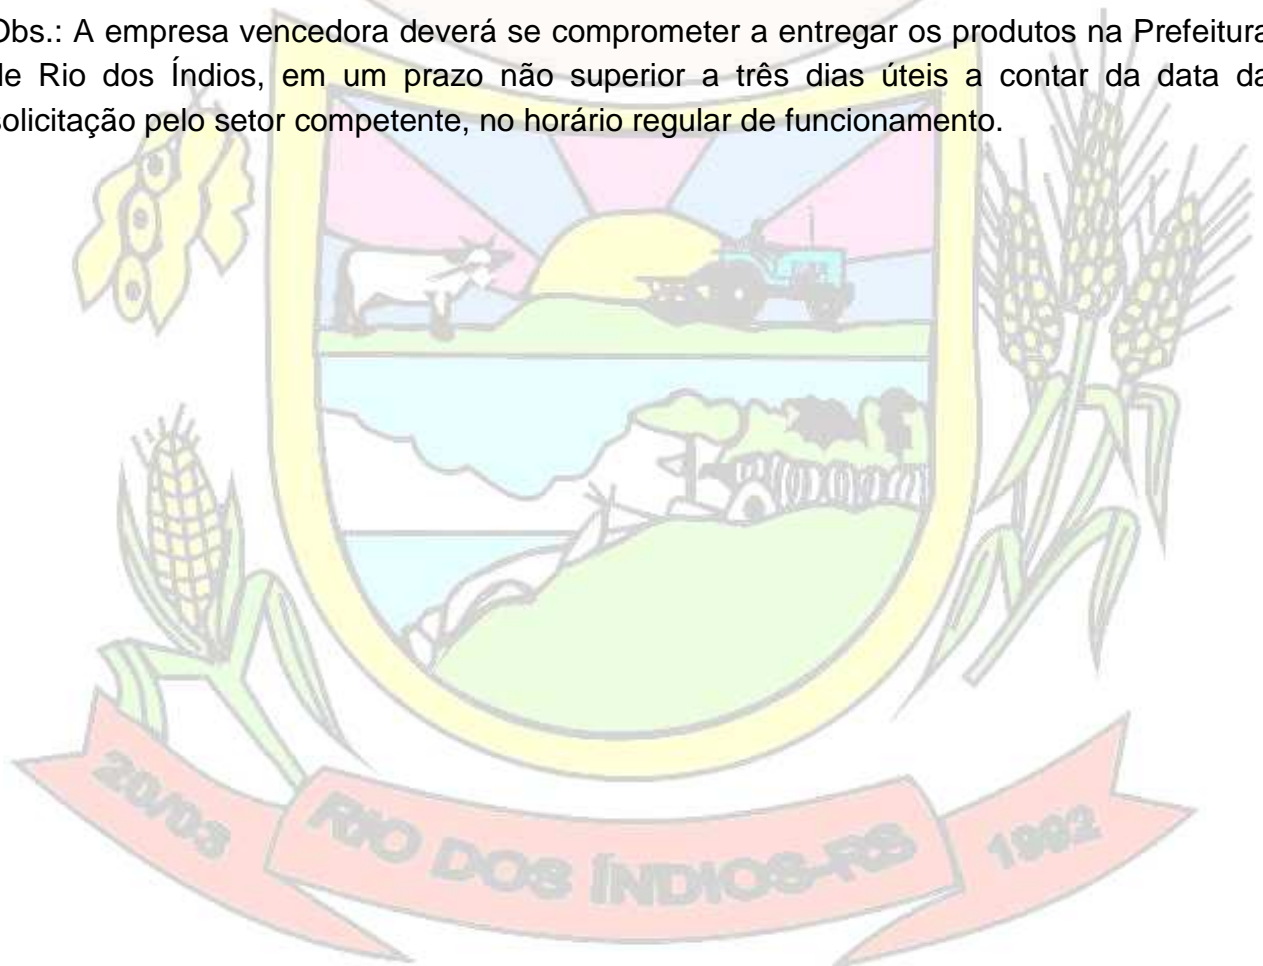 Obs.: A empresa vencedora deverá se comprometer a entregar os produtos na Prefeitura
de Rio dos Índios, em um prazo não superior a três dias úteis a contar da data da
solicitação pelo setor competente, no horário regular de funcionamento.
20/03
RIO DOS ÍNDIOS-RS
1992